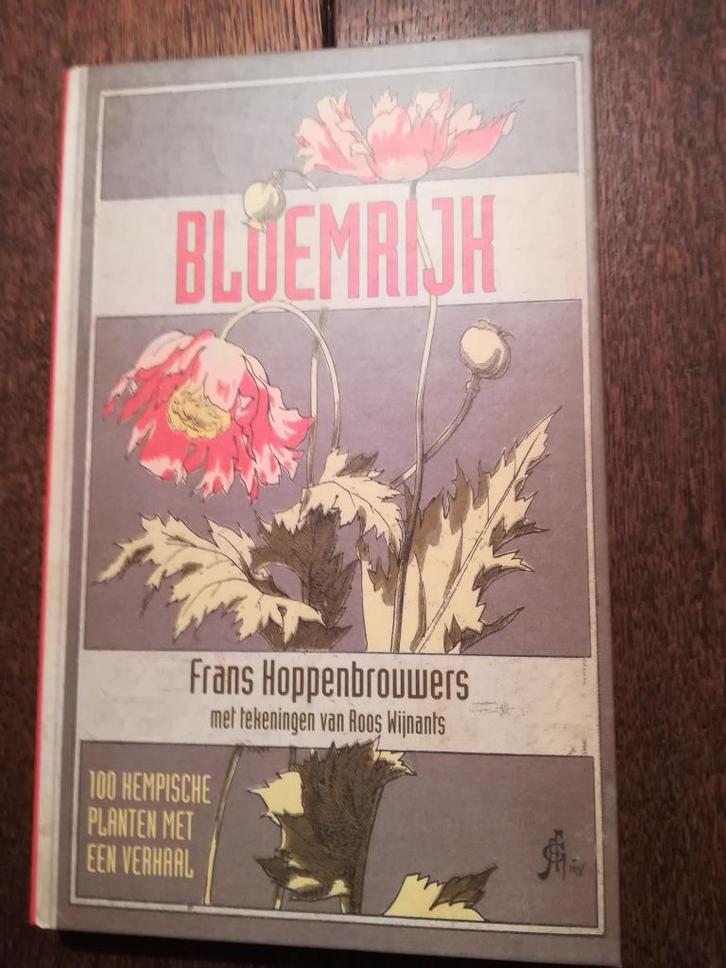 BLOEMRIJK
Frans Hoppenbrouwers
met tekeningen van Roos Wijnants
100 KEMPISCHE
PLANTEN MET
EEN VERHAAL